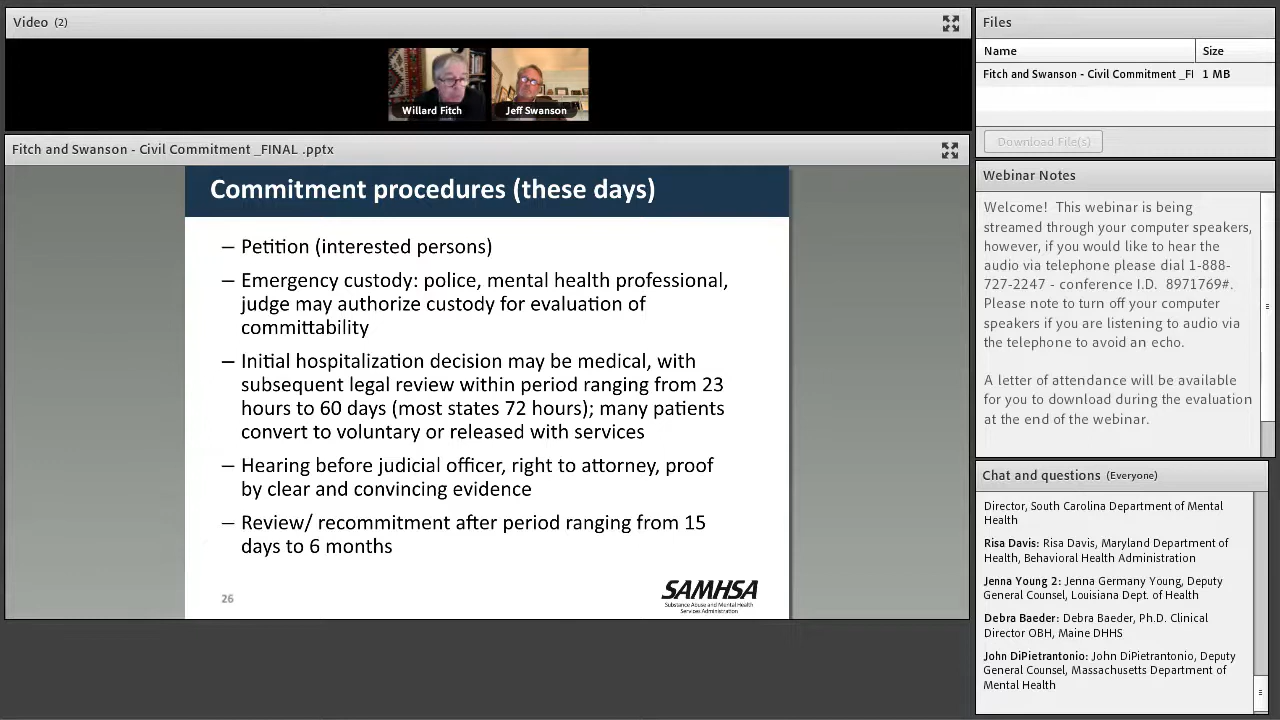 Video (2)
Willard Fitch
Jeff Swanson
Fitch and Swanson - Civil Commitment _FINAL .pptx
Commitment procedures (these days)
– Petition (interested persons)
– Emergency custody: police, mental health professional,
judge may authorize custody for evaluation of
committability
– Initial hospitalization decision may be medical, with
subsequent legal review within period ranging from 23
hours to 60 days (most states 72 hours); many patients
convert to voluntary or released with services
– Hearing before judicial officer, right to attorney, proof
by clear and convincing evidence
– Review/ recommitment after period ranging from 15
days to 6 months
26
SAMHSA
Substance Abuse and Mental Health
Services Administration
Files
Name Size
Fitch and Swanson - Civil Commitment _FI 1 MB
Download File(s)
Webinar Notes
Welcome! This webinar is being
streamed through your computer speakers,
however, if you would like to hear the
audio via telephone please dial 1-888-
727-2247 - conference I.D. 8971769#.
Please note to turn off your computer
speakers if you are listening to audio via
the telephone to avoid an echo.
A letter of attendance will be available
for you to download during the evaluation
at the end of the webinar.
Chat and questions (Everyone)
Director, South Carolina Department of Mental
Health
Risa Davis: Risa Davis, Maryland Department of
Health, Behavioral Health Administration
Jenna Young 2: Jenna Germany Young, Deputy
General Counsel, Louisiana Dept. of Health
Debra Baeder: Debra Baeder, Ph.D. Clinical
Director OBH, Maine DHHS
John DiPietrantonio: John DiPietrantonio, Deputy
General Counsel, Massachusetts Department of
Mental Health